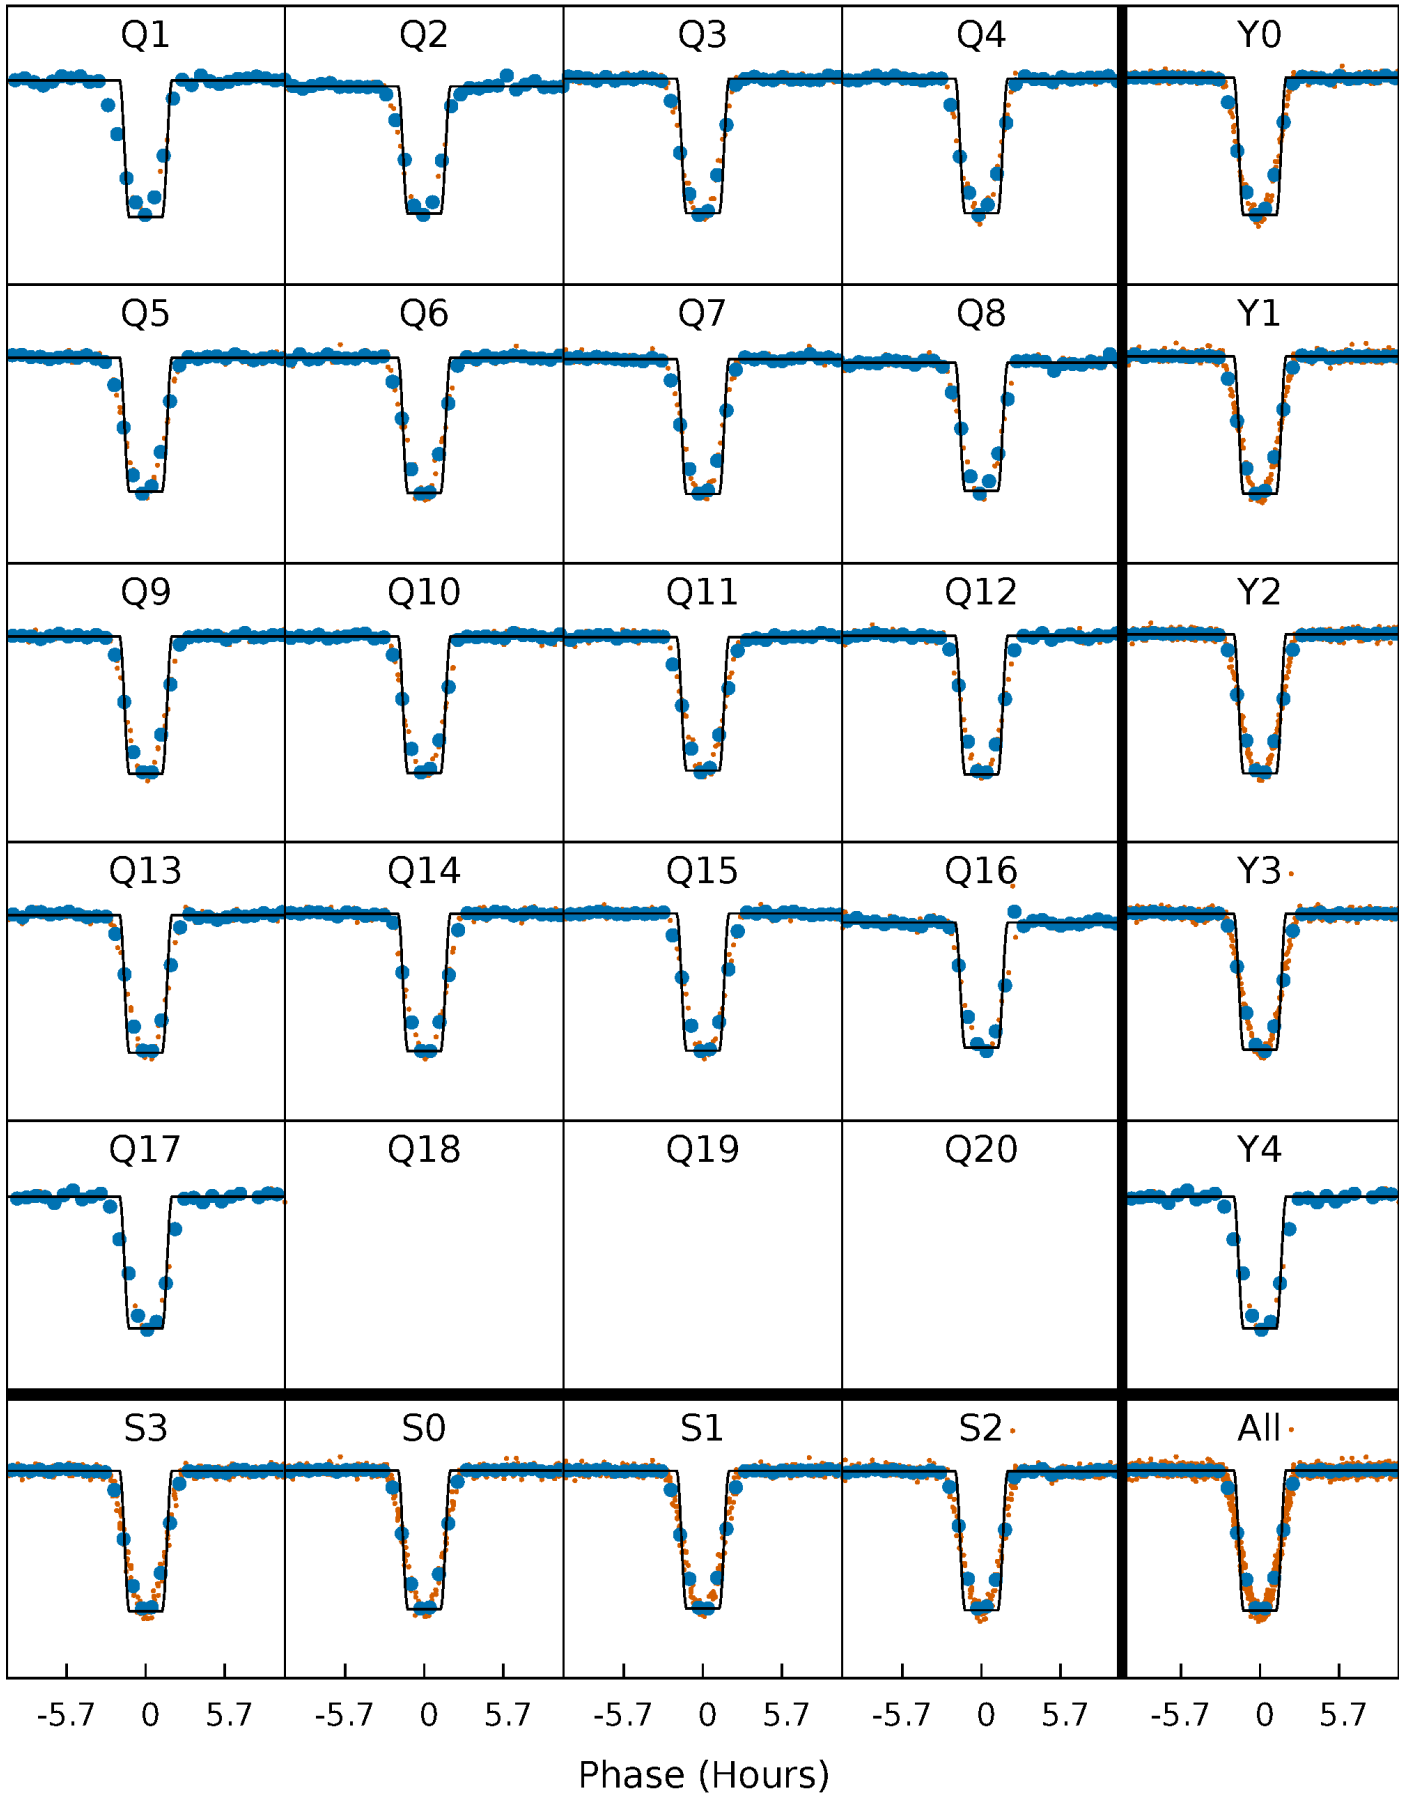 Q1 Q2 Q3 Q4 Y0
Q5 Q6 Q7 Q8 Y1
Q9 Q10 Q11 Q12 Y2
Q13 Q14 Q15 Q16 Y3
Q17 Q18 Q19 Q20 Y4
S3 S0 S1 S2 All
-5.7 0 5.7 -5.7 0 5.7 -5.7 0 5.7 -5.7 0 5.7 -5.7 0 5.7
Phase (Hours)